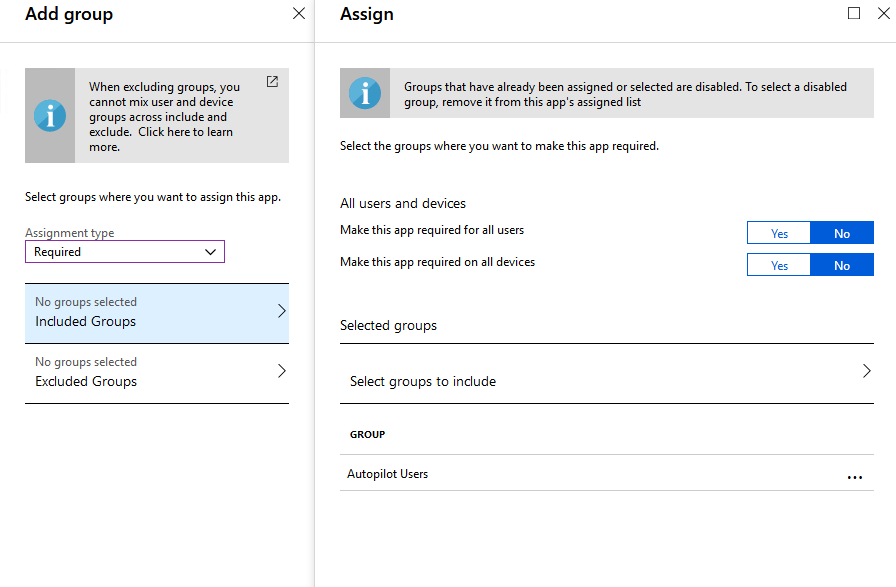 Add group
When excluding groups, you
cannot mix user and device
groups across include and
exclude. Click here to learn
more.
Select groups where you want to assign this app.
Assignment type
Required
No groups selected
Included Groups
No groups selected
Excluded Groups
Assign
Groups that have already been assigned or selected are disabled. To select a disabled
group, remove it from this app's assigned list
Select the groups where you want to make this app required.
All users and devices
Make this app required for all users
Yes No
Make this app required on all devices
Yes No
Selected groups
Select groups to include
GROUP
Autopilot Users